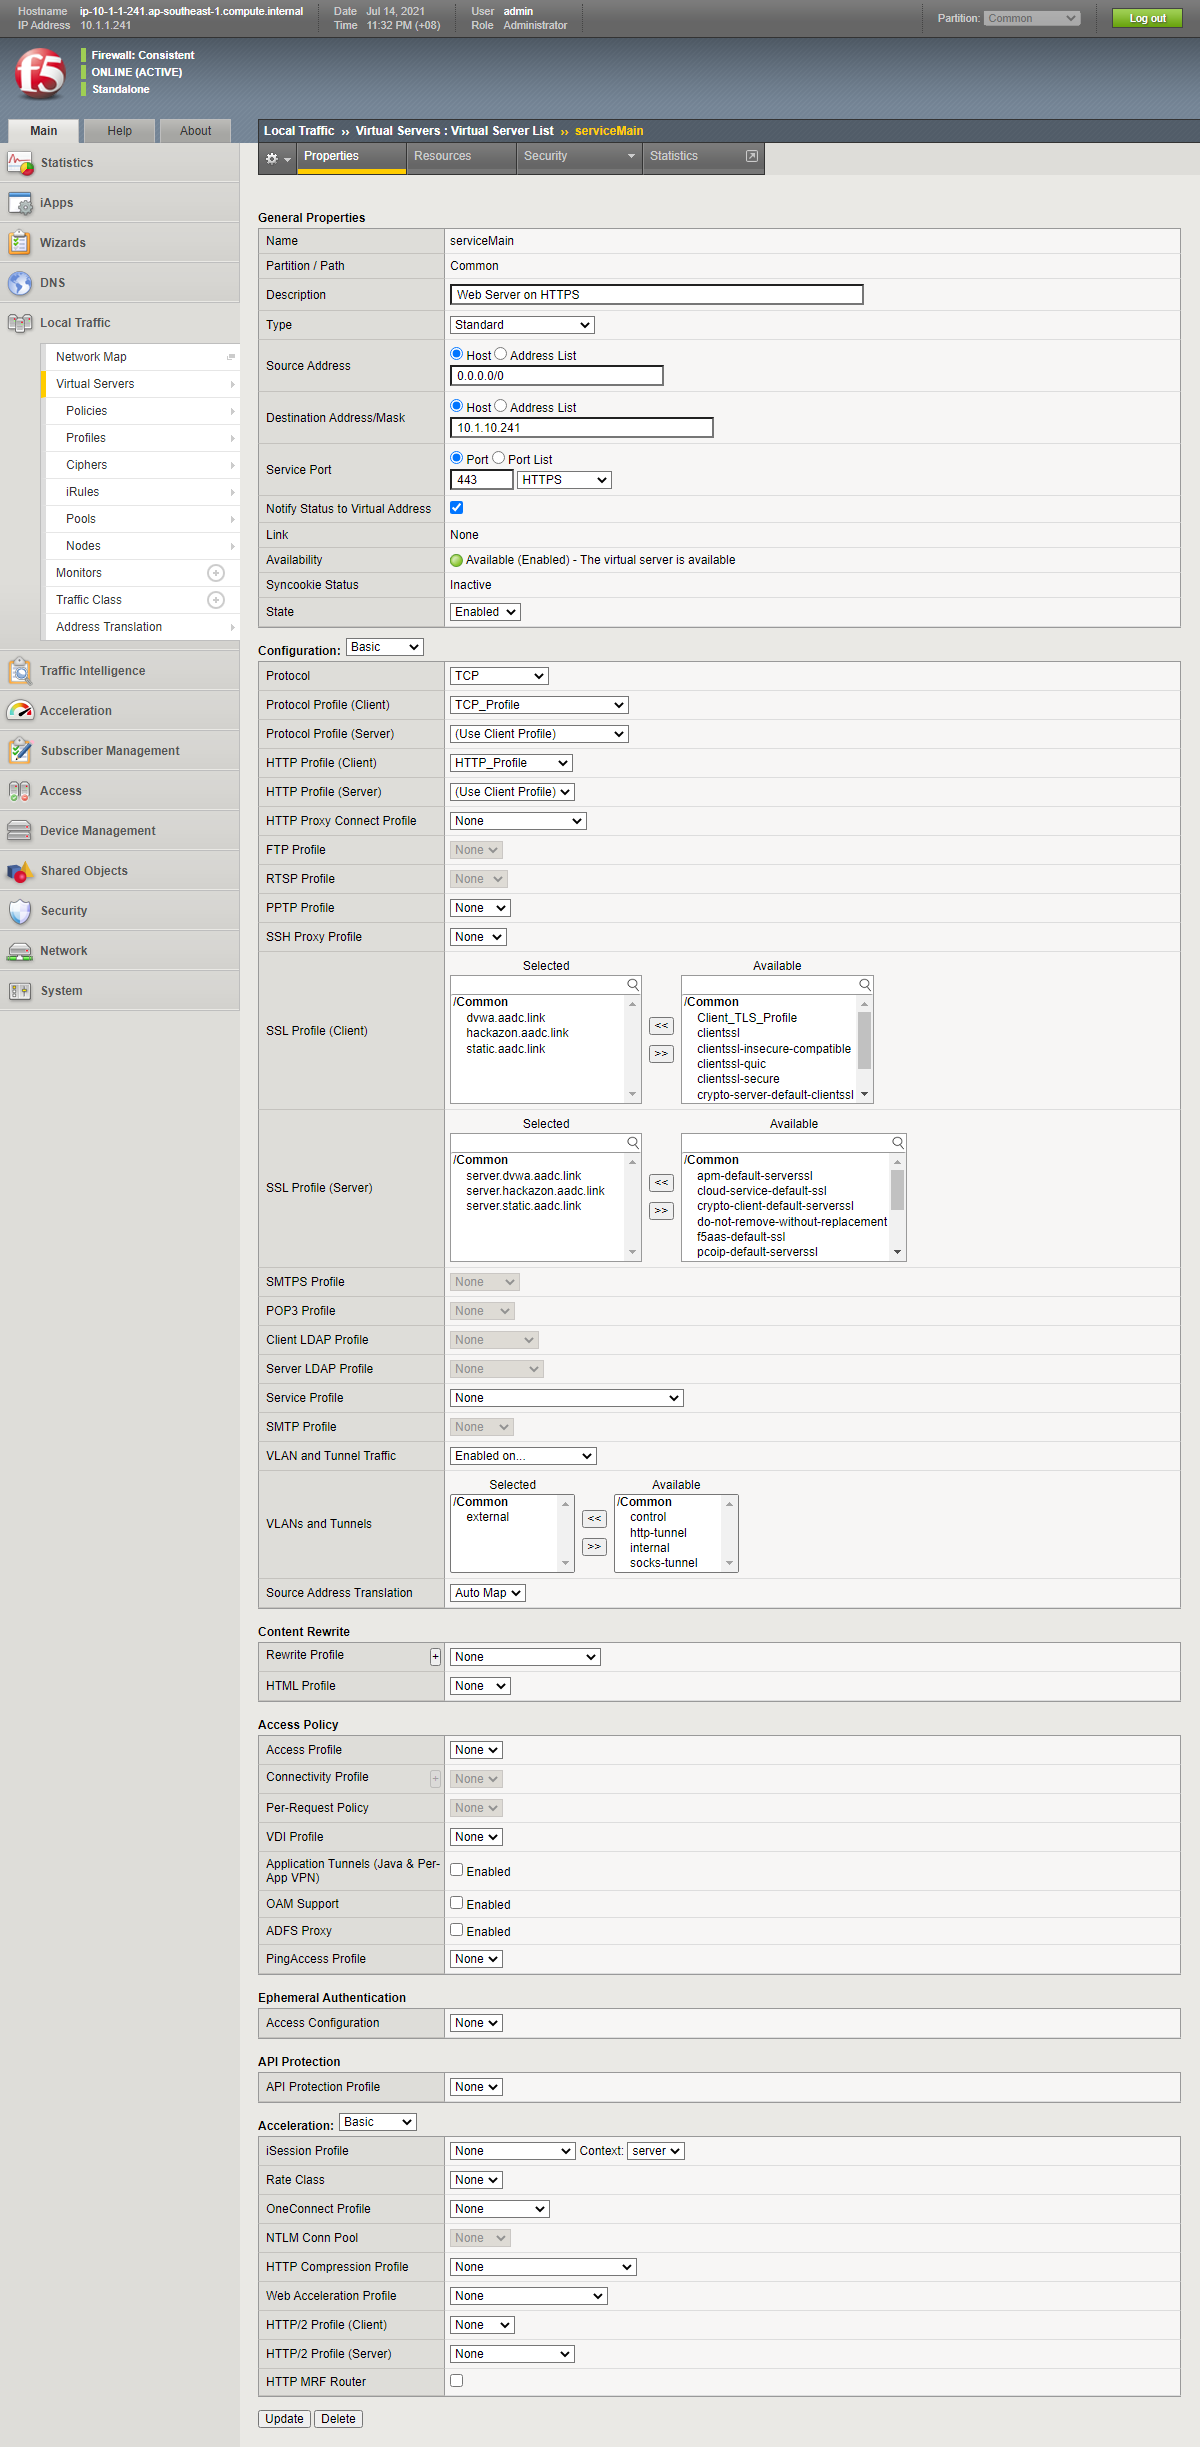 Hostname ip-10-1-1-241.ap-southeast-1.compute.internal Date Jul 14, 2021 User admin Partition: Common Log out
IP Address 10.1.1.241 Time 11:32 PM (+08) Role Administrator
f5
Firewall: Consistent
ONLINE (ACTIVE)
Standalone
Main Help About
Local Traffic ›› Virtual Servers : Virtual Server List ›› serviceMain
Properties Resources Security Statistics
Statistics
iApps
Wizards
DNS
Local Traffic
Network Map
Virtual Servers
Policies
Profiles
Ciphers
iRules
Pools
Nodes
Monitors
Traffic Class
Address Translation
Traffic Intelligence
Acceleration
Subscriber Management
Access
Device Management
Shared Objects
Security
Network
System
General Properties
Name serviceMain
Partition / Path Common
Description Web Server on HTTPS
Type Standard
Source Address Host Address List
0.0.0.0/0
Destination Address/Mask Host Address List
10.1.10.241
Service Port Port Port List
443 HTTPS
Notify Status to Virtual Address
Link None
Availability Available (Enabled) - The virtual server is available
Syncookie Status Inactive
State Enabled
Configuration: Basic
Protocol TCP
Protocol Profile (Client) TCP_Profile
Protocol Profile (Server) (Use Client Profile)
HTTP Profile (Client) HTTP_Profile
HTTP Profile (Server) (Use Client Profile)
HTTP Proxy Connect Profile None
FTP Profile None
RTSP Profile None
PPTP Profile None
SSH Proxy Profile None
SSL Profile (Client)
Selected
/Common
dvwa.aadc.link
hackazon.aadc.link
static.aadc.link
<<
>>
Available
/Common
Client_TLS_Profile
clientssl
clientssl-insecure-compatible
clientssl-quic
clientssl-secure
crypto-server-default-clientssl
SSL Profile (Server)
Selected
/Common
server.dvwa.aadc.link
server.hackazon.aadc.link
server.static.aadc.link
<<
>>
Available
/Common
apm-default-serverssl
cloud-service-default-ssl
crypto-client-default-serverssl
do-not-remove-without-replacement
f5aas-default-ssl
pcoip-default-serverssl
SMTPS Profile None
POP3 Profile None
Client LDAP Profile None
Server LDAP Profile None
Service Profile None
SMTP Profile None
VLAN and Tunnel Traffic Enabled on...
VLANs and Tunnels
Selected
/Common
external
<<
>>
Available
/Common
control
http-tunnel
internal
socks-tunnel
Source Address Translation Auto Map
Content Rewrite
Rewrite Profile + None
HTML Profile None
Access Policy
Access Profile None
Connectivity Profile + None
Per-Request Policy None
VDI Profile None
Application Tunnels (Java & Per-
App VPN) Enabled
OAM Support Enabled
ADFS Proxy Enabled
PingAccess Profile None
Ephemeral Authentication
Access Configuration None
API Protection
API Protection Profile None
Acceleration: Basic
iSession Profile None Context: server
Rate Class None
OneConnect Profile None
NTLM Conn Pool None
HTTP Compression Profile None
Web Acceleration Profile None
HTTP/2 Profile (Client) None
HTTP/2 Profile (Server) None
HTTP MRF Router
Update Delete